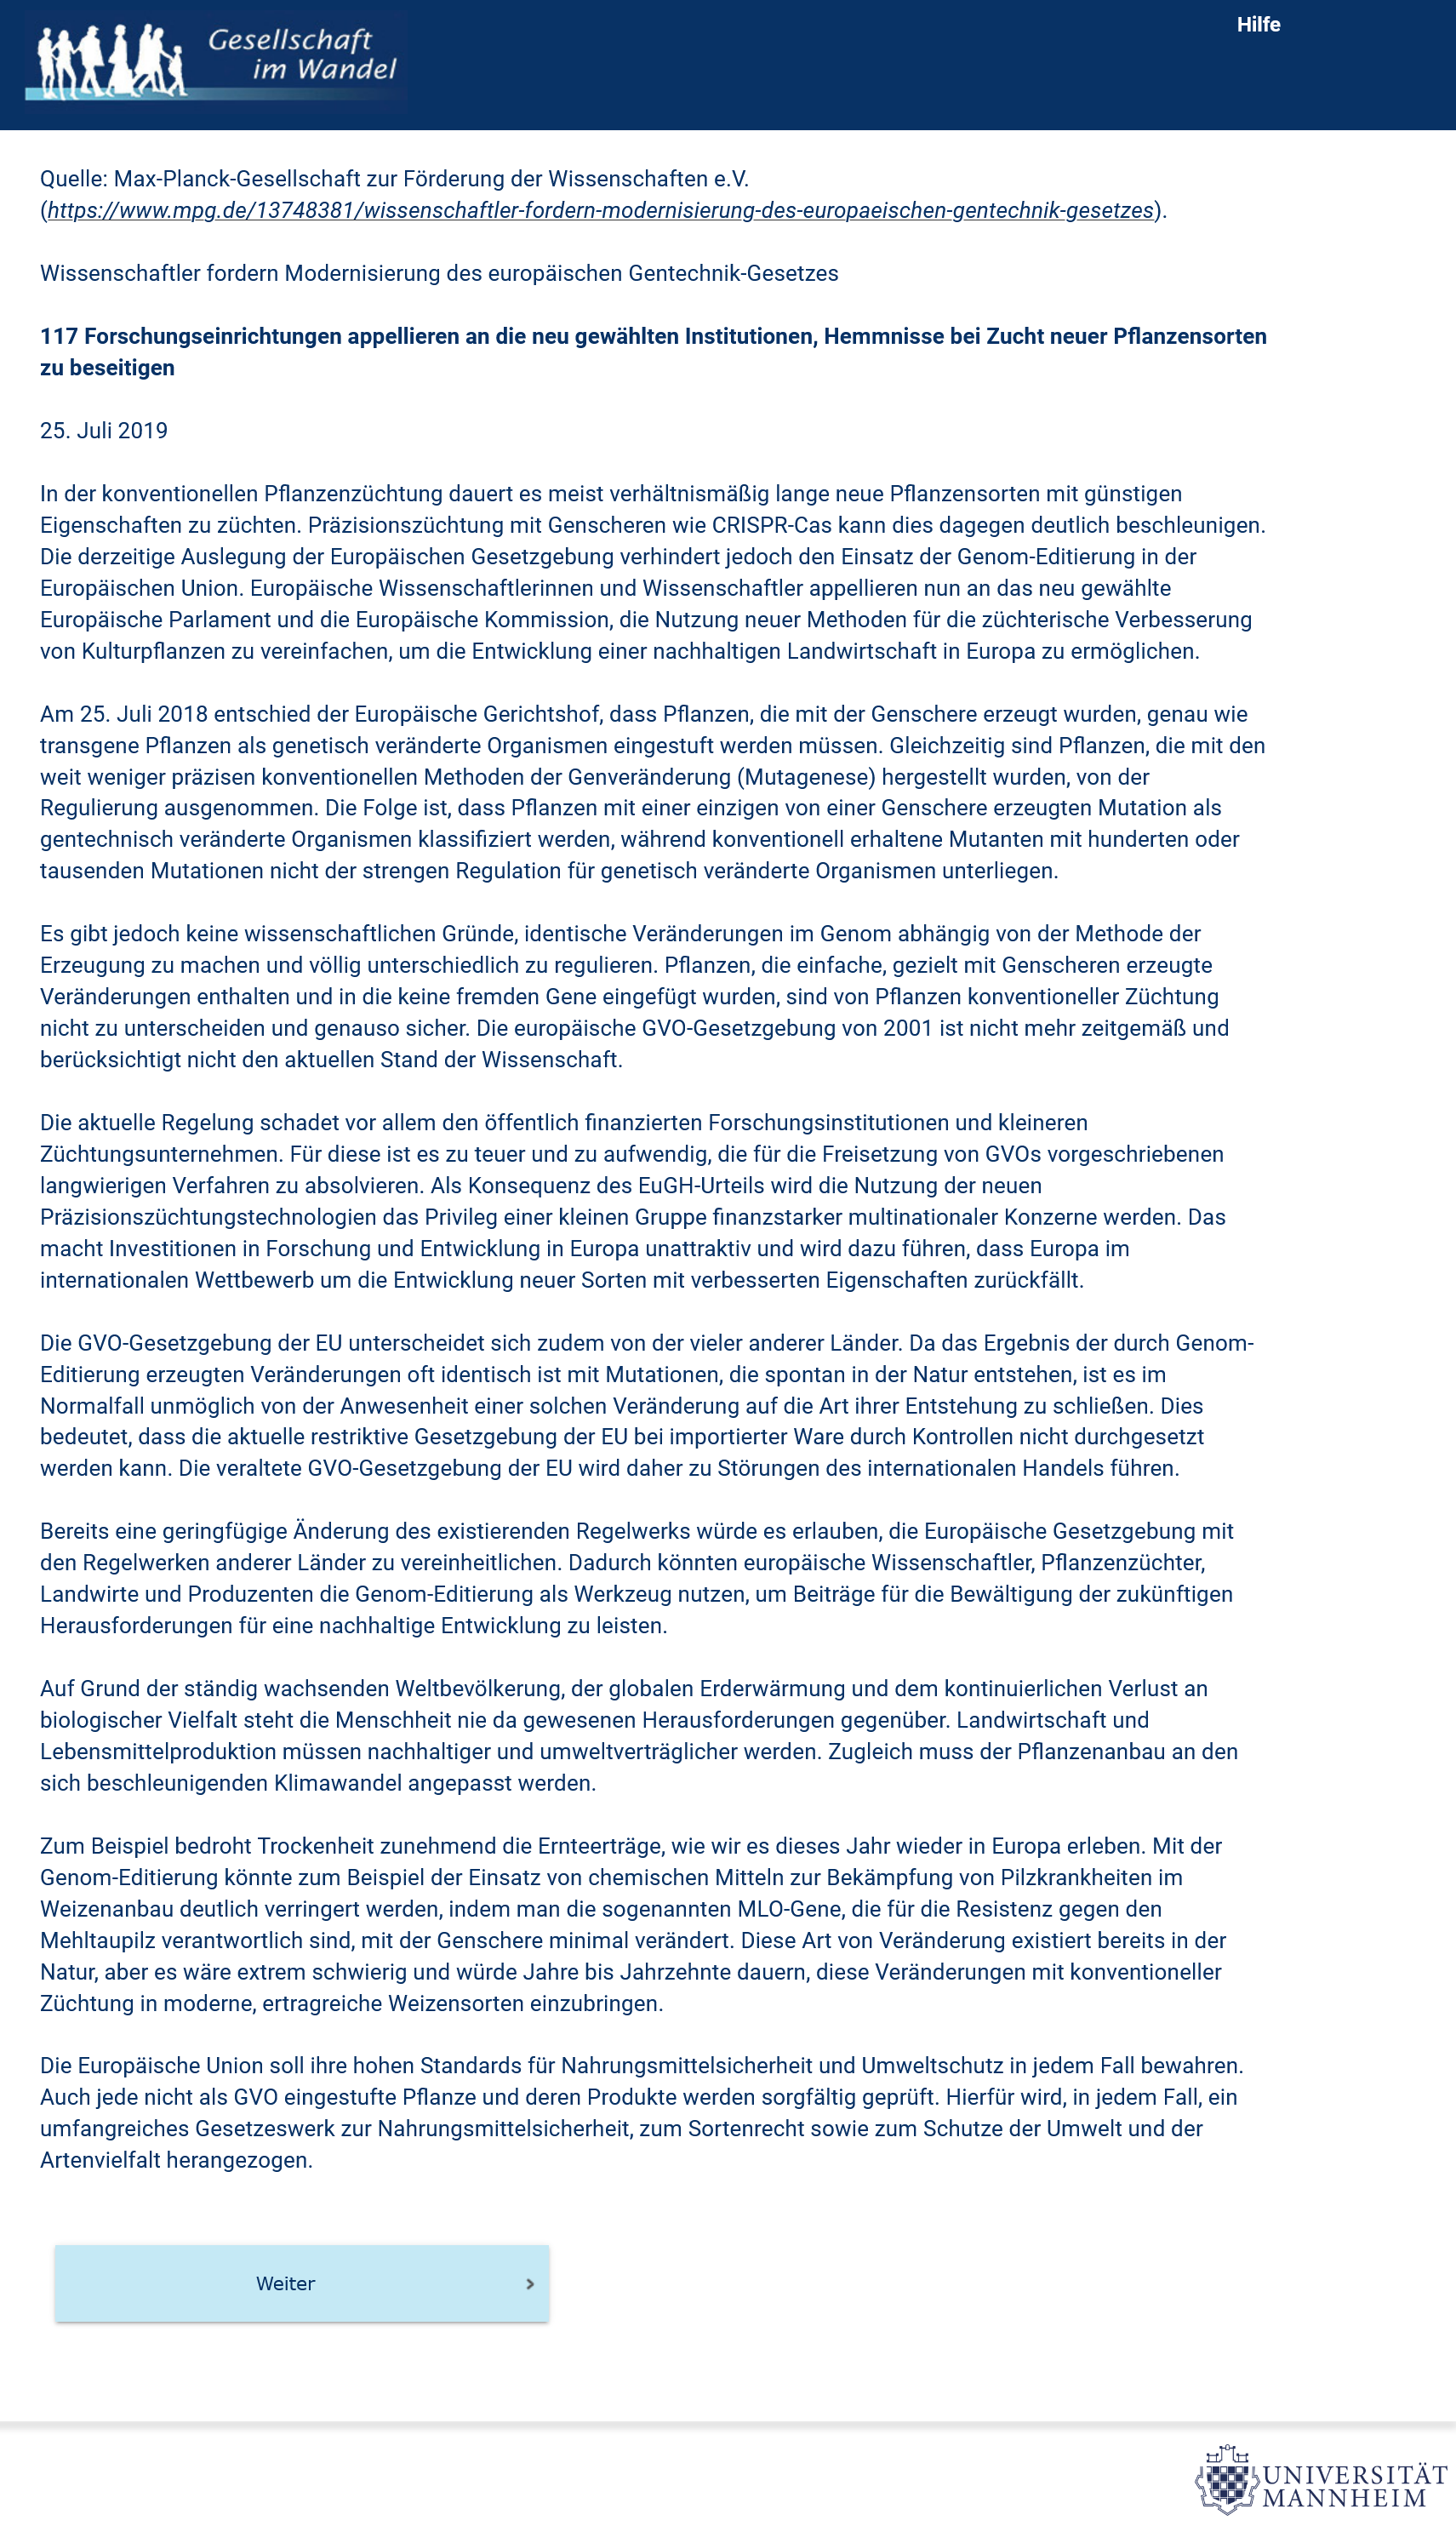 Gesellschaft
im Wandel
Hilfe
Quelle: Max-Planck-Gesellschaft zur Förderung der Wissenschaften e.V.
(https://www.mpg.de/13748381/wissenschaftler-fordern-modernisierung-des-europaeischen-gentechnik-gesetzes).
Wissenschaftler fordern Modernisierung des europäischen Gentechnik-Gesetzes
117 Forschungseinrichtungen appellieren an die neu gewählten Institutionen, Hemmnisse bei Zucht neuer Pflanzensorten
zu beseitigen
25. Juli 2019
In der konventionellen Pflanzenzüchtung dauert es meist verhältnismäßig lange neue Pflanzensorten mit günstigen
Eigenschaften zu züchten. Präzisionszüchtung mit Genscheren wie CRISPR-Cas kann dies dagegen deutlich beschleunigen.
Die derzeitige Auslegung der Europäischen Gesetzgebung verhindert jedoch den Einsatz der Genom-Editierung in der
Europäischen Union. Europäische Wissenschaftlerinnen und Wissenschaftler appellieren nun an das neu gewählte
Europäische Parlament und die Europäische Kommission, die Nutzung neuer Methoden für die züchterische Verbesserung
von Kulturpflanzen zu vereinfachen, um die Entwicklung einer nachhaltigen Landwirtschaft in Europa zu ermöglichen.
Am 25. Juli 2018 entschied der Europäische Gerichtshof, dass Pflanzen, die mit der Genschere erzeugt wurden, genau wie
transgene Pflanzen als genetisch veränderte Organismen eingestuft werden müssen. Gleichzeitig sind Pflanzen, die mit den
weit weniger präzisen konventionellen Methoden der Genveränderung (Mutagenese) hergestellt wurden, von der
Regulierung ausgenommen. Die Folge ist, dass Pflanzen mit einer einzigen von einer Genschere erzeugten Mutation als
gentechnisch veränderte Organismen klassifiziert werden, während konventionell erhaltene Mutanten mit hunderten oder
tausenden Mutationen nicht der strengen Regulation für genetisch veränderte Organismen unterliegen.
Es gibt jedoch keine wissenschaftlichen Gründe, identische Veränderungen im Genom abhängig von der Methode der
Erzeugung zu machen und völlig unterschiedlich zu regulieren. Pflanzen, die einfache, gezielt mit Genscheren erzeugte
Veränderungen enthalten und in die keine fremden Gene eingefügt wurden, sind von Pflanzen konventioneller Züchtung
nicht zu unterscheiden und genauso sicher. Die europäische GVO-Gesetzgebung von 2001 ist nicht mehr zeitgemäß und
berücksichtigt nicht den aktuellen Stand der Wissenschaft.
Die aktuelle Regelung schadet vor allem den öffentlich finanzierten Forschungsinstitutionen und kleineren
Züchtungsunternehmen. Für diese ist es zu teuer und zu aufwendig, die für die Freisetzung von GVOs vorgeschriebenen
langwierigen Verfahren zu absolvieren. Als Konsequenz des EuGH-Urteils wird die Nutzung der neuen
Präzisionszüchtungstechnologien das Privileg einer kleinen Gruppe finanzstarker multinationaler Konzerne werden. Das
macht Investitionen in Forschung und Entwicklung in Europa unattraktiv und wird dazu führen, dass Europa im
internationalen Wettbewerb um die Entwicklung neuer Sorten mit verbesserten Eigenschaften zurückfällt.
Die GVO-Gesetzgebung der EU unterscheidet sich zudem von der vieler anderer Länder. Da das Ergebnis der durch Genom-
Editierung erzeugten Veränderungen oft identisch ist mit Mutationen, die spontan in der Natur entstehen, ist es im
Normalfall unmöglich von der Anwesenheit einer solchen Veränderung auf die Art ihrer Entstehung zu schließen. Dies
bedeutet, dass die aktuelle restriktive Gesetzgebung der EU bei importierter Ware durch Kontrollen nicht durchgesetzt
werden kann. Die veraltete GVO-Gesetzgebung der EU wird daher zu Störungen des internationalen Handels führen.
Bereits eine geringfügige Änderung des existierenden Regelwerks würde es erlauben, die Europäische Gesetzgebung mit
den Regelwerken anderer Länder zu vereinheitlichen. Dadurch könnten europäische Wissenschaftler, Pflanzenzüchter,
Landwirte und Produzenten die Genom-Editierung als Werkzeug nutzen, um Beiträge für die Bewältigung der zukünftigen
Herausforderungen für eine nachhaltige Entwicklung zu leisten.
Auf Grund der ständig wachsenden Weltbevölkerung, der globalen Erderwärmung und dem kontinuierlichen Verlust an
biologischer Vielfalt steht die Menschheit nie da gewesenen Herausforderungen gegenüber. Landwirtschaft und
Lebensmittelproduktion müssen nachhaltiger und umweltverträglicher werden. Zugleich muss der Pflanzenanbau an den
sich beschleunigenden Klimawandel angepasst werden.
Zum Beispiel bedroht Trockenheit zunehmend die Ernteerträge, wie wir es dieses Jahr wieder in Europa erleben. Mit der
Genom-Editierung könnte zum Beispiel der Einsatz von chemischen Mitteln zur Bekämpfung von Pilzkrankheiten im
Weizenanbau deutlich verringert werden, indem man die sogenannten MLO-Gene, die für die Resistenz gegen den
Mehltaupilz verantwortlich sind, mit der Genschere minimal verändert. Diese Art von Veränderung existiert bereits in der
Natur, aber es wäre extrem schwierig und würde Jahre bis Jahrzehnte dauern, diese Veränderungen mit konventioneller
Züchtung in moderne, ertragreiche Weizensorten einzubringen.
Die Europäische Union soll ihre hohen Standards für Nahrungsmittelsicherheit und Umweltschutz in jedem Fall bewahren.
Auch jede nicht als GVO eingestufte Pflanze und deren Produkte werden sorgfältig geprüft. Hierfür wird, in jedem Fall, ein
umfangreiches Gesetzeswerk zur Nahrungsmittelsicherheit, zum Sortenrecht sowie zum Schutze der Umwelt und der
Artenvielfalt herangezogen.
Weiter
UNIVERSITÄT
MANNHEIM